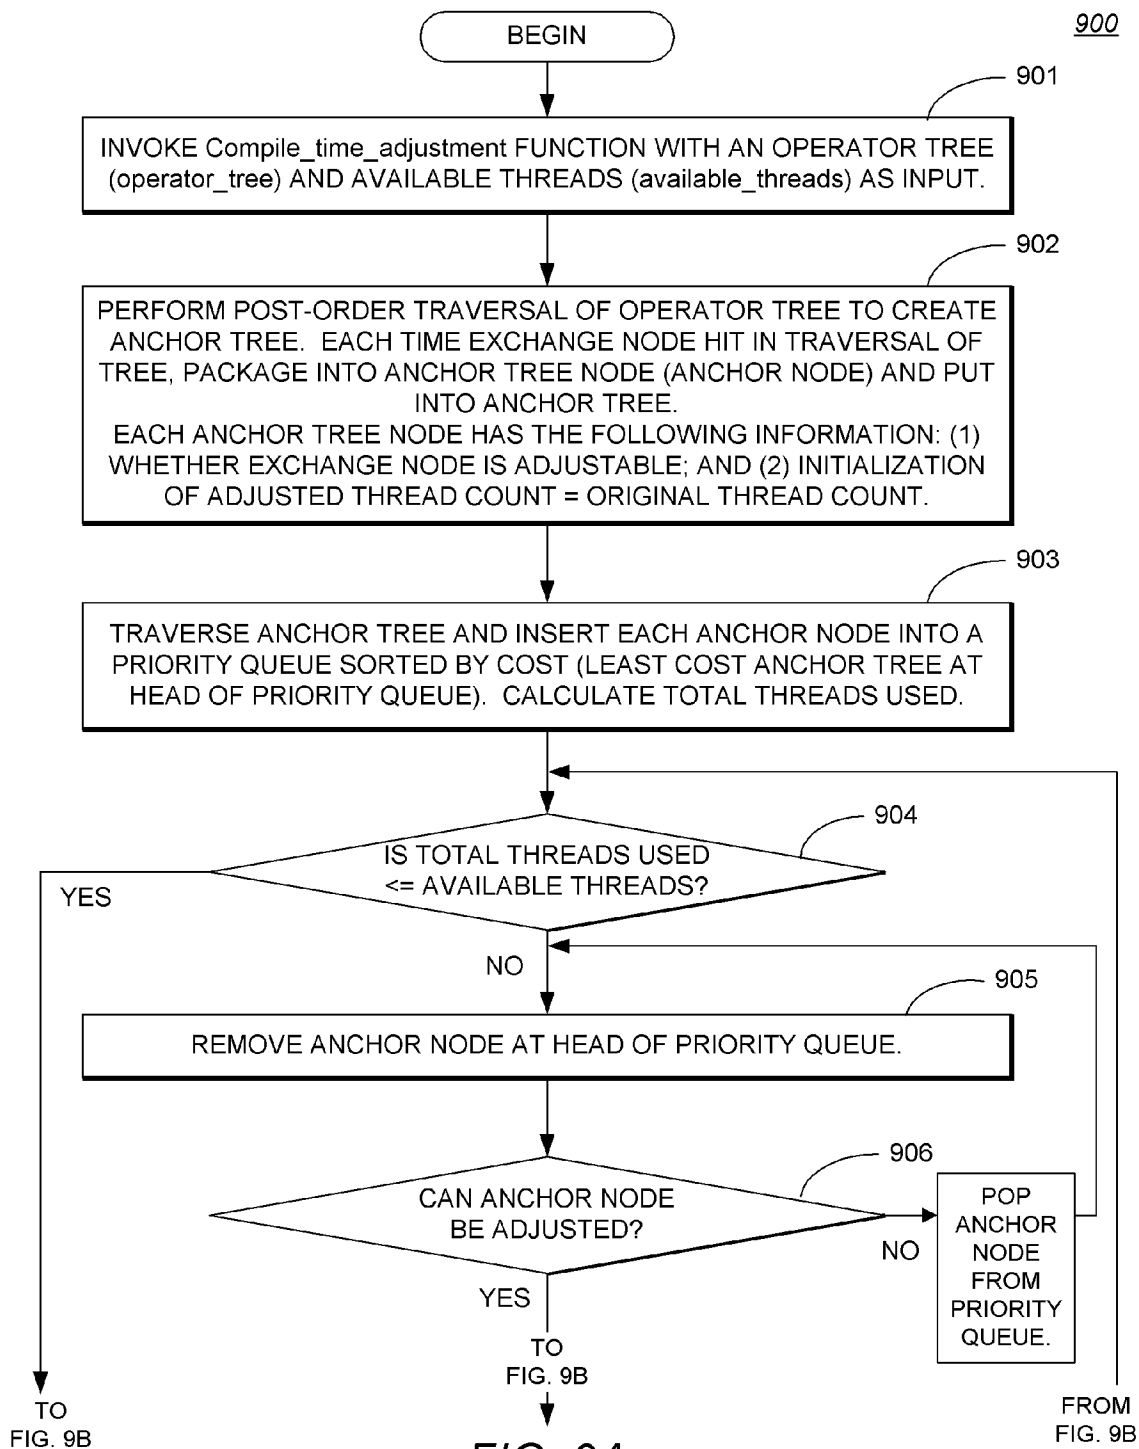 900
BEGIN
901
INVOKE Compile_time_adjustment FUNCTION WITH AN OPERATOR TREE
(operator_tree) AND AVAILABLE THREADS (available_threads) AS INPUT.
902
PERFORM POST-ORDER TRAVERSAL OF OPERATOR TREE TO CREATE
ANCHOR TREE. EACH TIME EXCHANGE NODE HIT IN TRAVERSAL OF
TREE, PACKAGE INTO ANCHOR TREE NODE (ANCHOR NODE) AND PUT
INTO ANCHOR TREE.
EACH ANCHOR TREE NODE HAS THE FOLLOWING INFORMATION: (1)
WHETHER EXCHANGE NODE IS ADJUSTABLE; AND (2) INITIALIZATION
OF ADJUSTED THREAD COUNT = ORIGINAL THREAD COUNT.
903
TRAVERSE ANCHOR TREE AND INSERT EACH ANCHOR NODE INTO A
PRIORITY QUEUE SORTED BY COST (LEAST COST ANCHOR TREE AT
HEAD OF PRIORITY QUEUE). CALCULATE TOTAL THREADS USED.
904
IS TOTAL THREADS USED
<= AVAILABLE THREADS?
YES
NO
905
REMOVE ANCHOR NODE AT HEAD OF PRIORITY QUEUE.
906
CAN ANCHOR NODE
BE ADJUSTED?
NO
YES
POP
ANCHOR
NODE
FROM
PRIORITY
QUEUE.
TO
FIG. 9B
TO
FIG. 9B
FROM
FIG. 9B